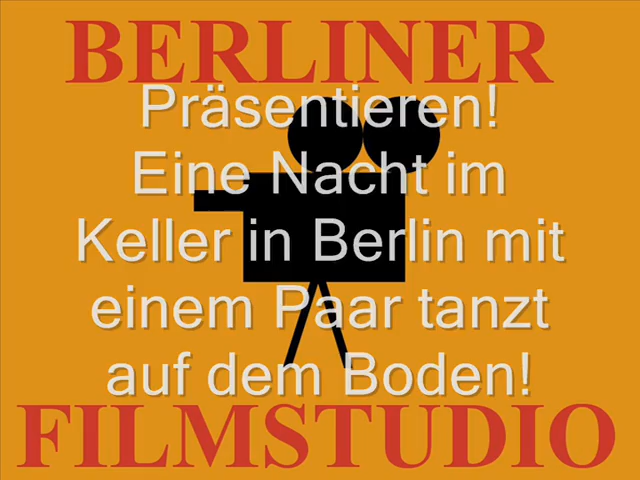 BERLINER
Präsentieren!
Eine Nacht im
Keller in Berlin mit
einem Paar tanzt
auf dem Boden!
FILMSTUDIO